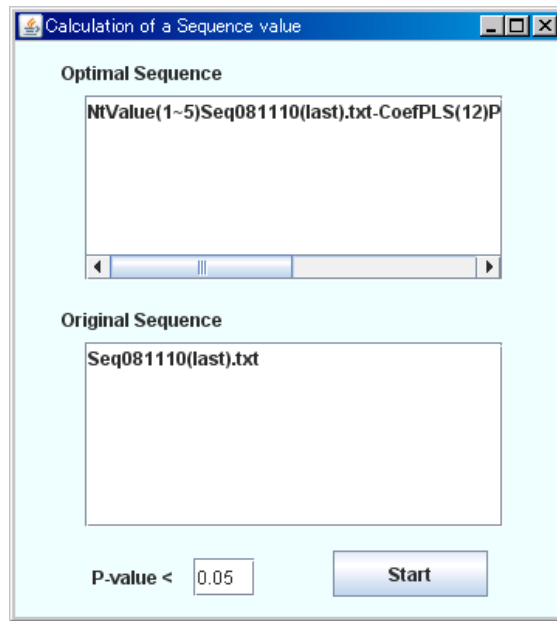 Calculation of a Sequence value
Optimal Sequence
NtValue(1~5)Seq081110(last).txt-CoefPLS(12)P
Original Sequence
Seq081110(last).txt
P-value < 0.05 Start